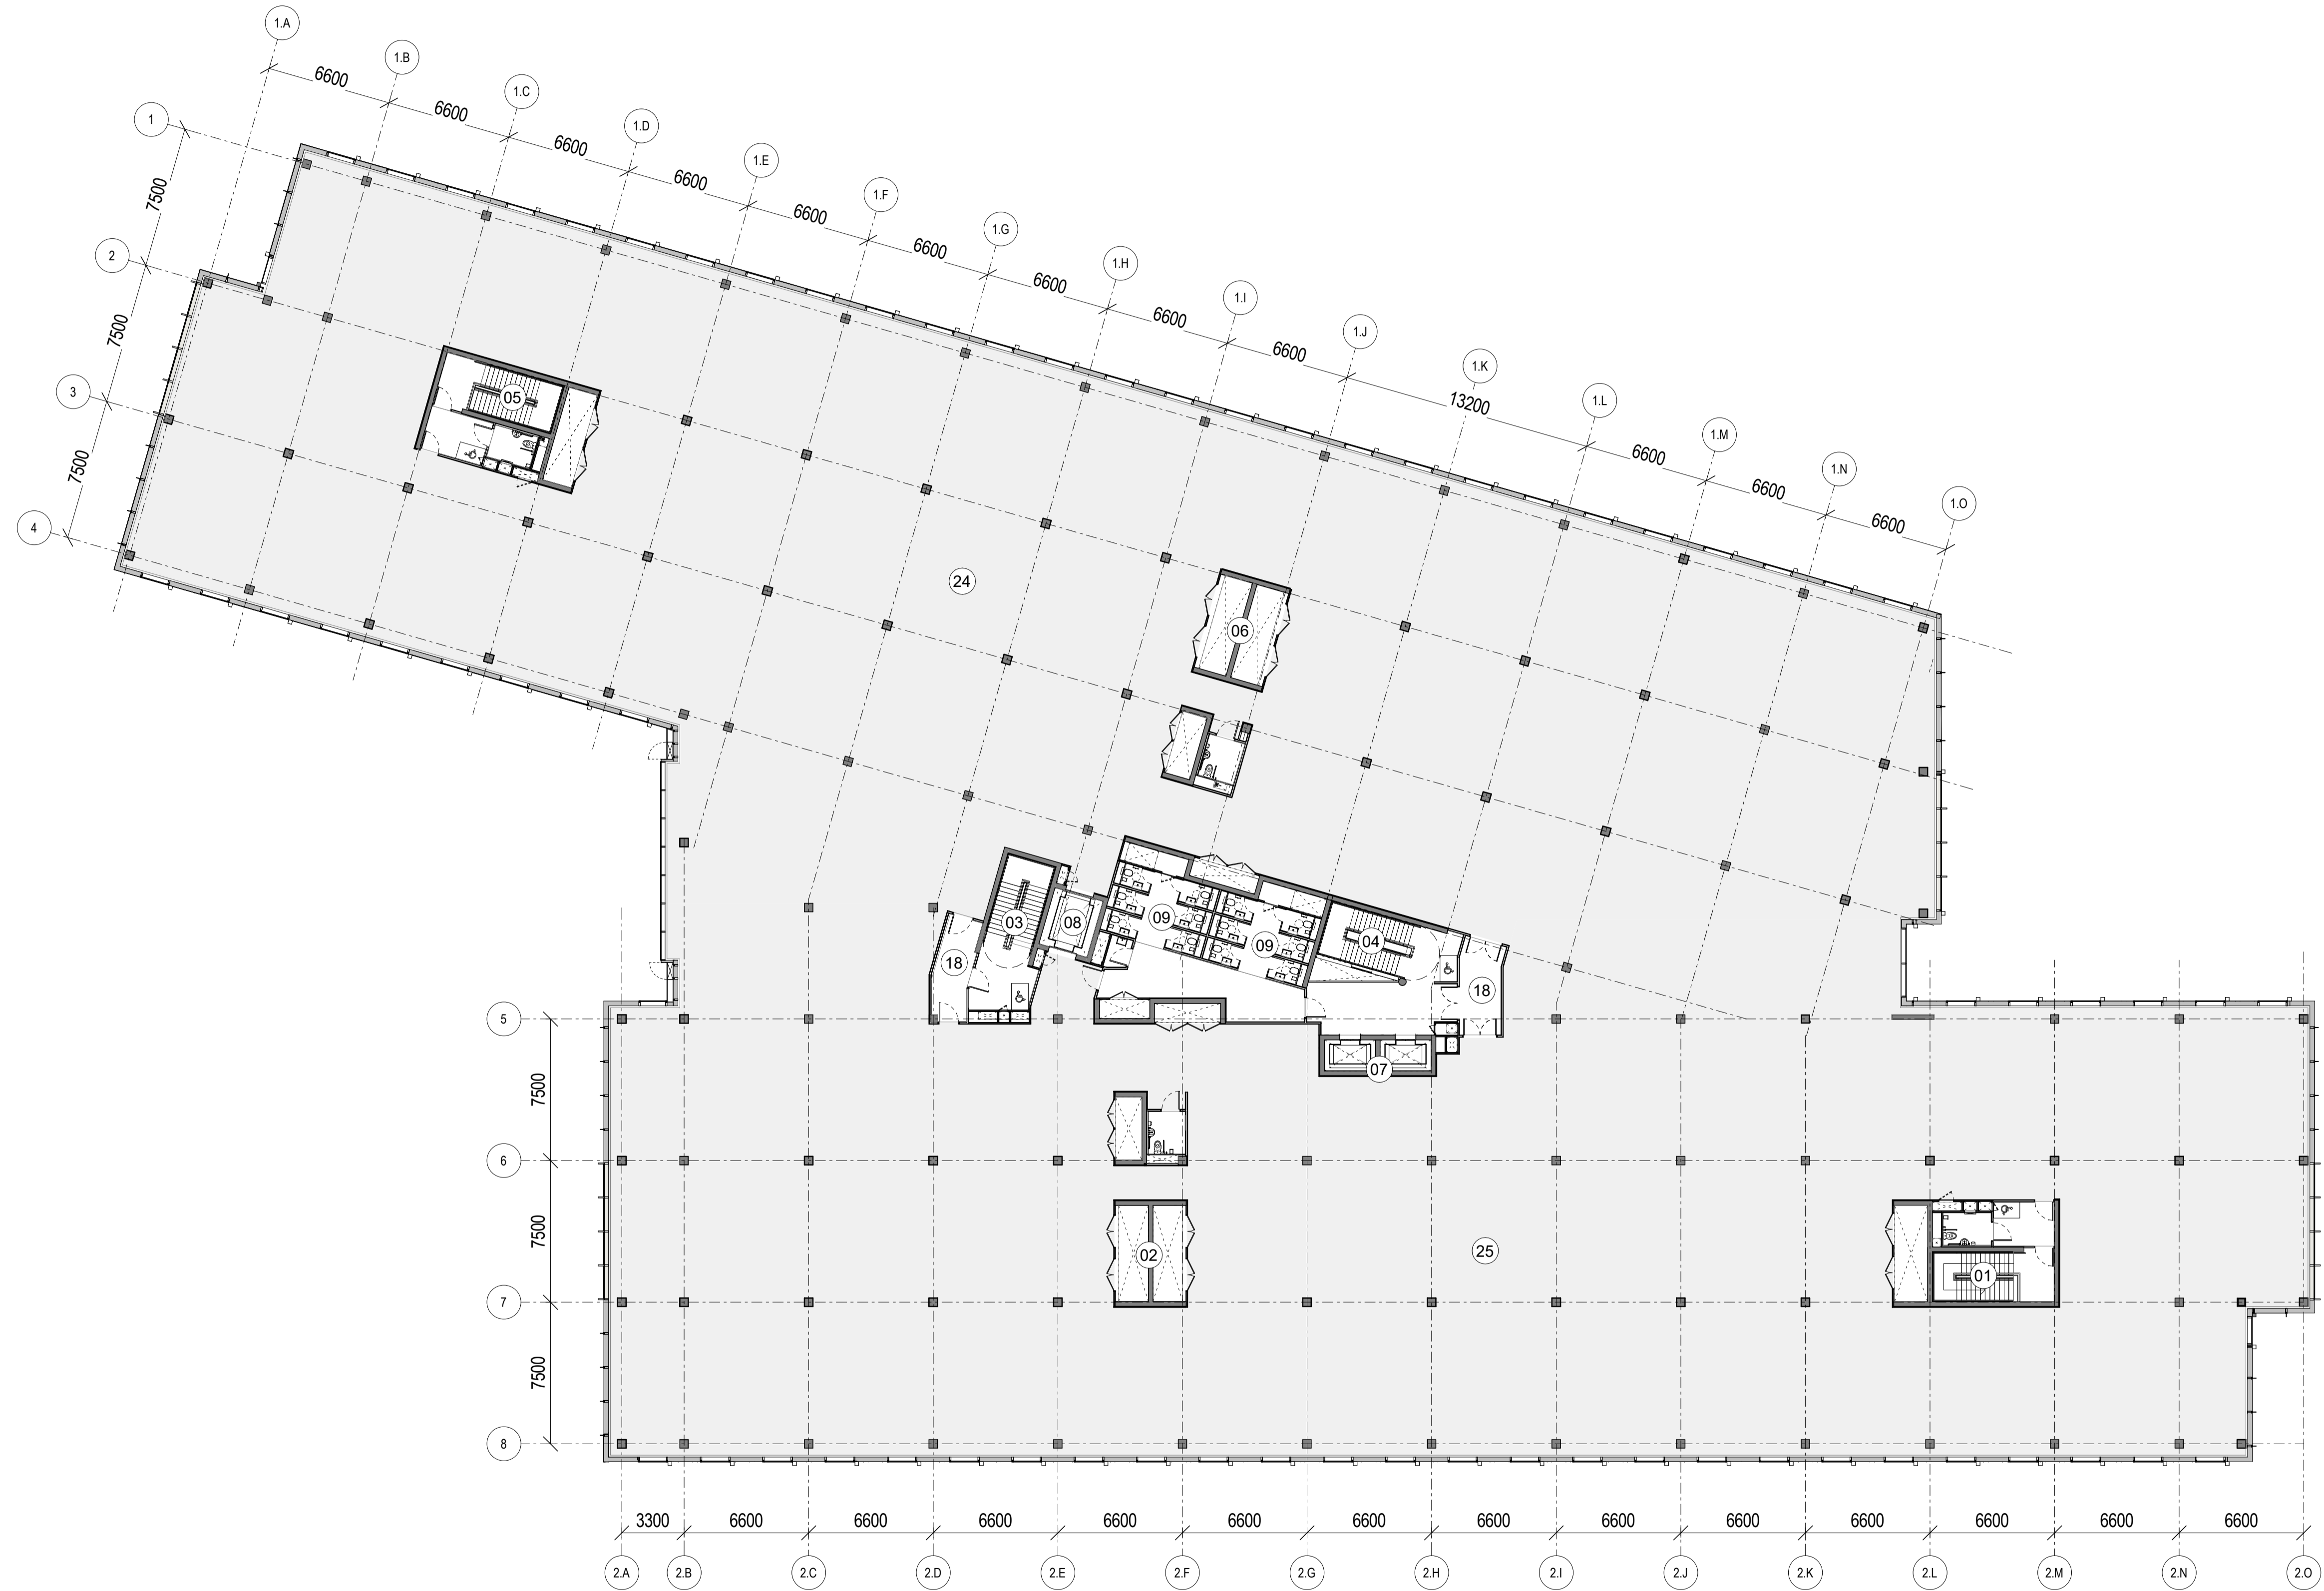 1.A
1.B
6600
1.C
6600
1
1.D
6600
1.E
6600
7500
1.F
6600
1.G
6600
2
1.H
6600
1.I
6600
7500
1.J
6600
1.K
3
13200
1.L
05
1.M
6600
7500
1.N
6600
4
1.O
6600
24
06
03
08
09
09
04
18
18
5
07
7500
6
7500
02
25
01
7
7500
8
3300
6600
6600
6600
6600
6600
6600
6600
6600
6600
6600
6600
6600
6600
2.A
2.B
2.C
2.D
2.E
2.F
2.G
2.H
2.I
2.J
2.K
2.L
2.M
2.N
2.O